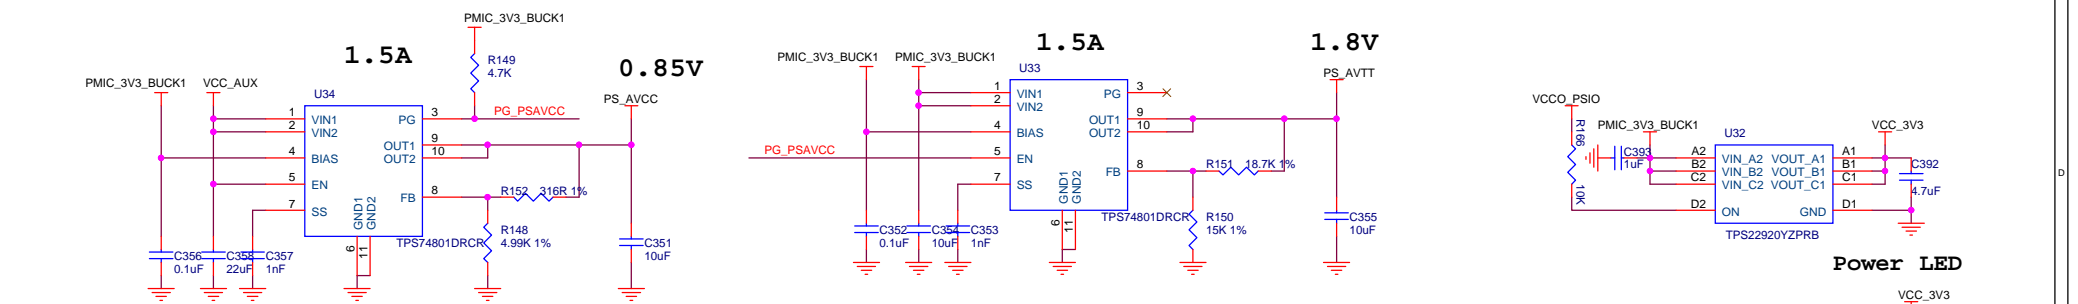 PMIC_3V3_BUCK1
1.5A
R149
4.7K
0.85V
PMIC_3V3_BUCK1
VCC_AUX
U34
PS_AVCC
1
VIN1
2
VIN2
4
BIAS
5
EN
7
SS
PG
3
PG_PSAVCC
OUT1
9
OUT2
10
FB
8
R152
316R 1%
GND1
GND2
6
11
TPS74801DRCR
R148
4.99K 1%
C356
0.1uF
22uF
C357
1nF
C351
10uF
1.5A
1.8V
PMIC_3V3_BUCK1
PMIC_3V3_BUCK1
U33
PS_AVTT
1
VIN1
2
VIN2
4
BIAS
PG_PSAVCC
5
EN
7
SS
PG
3
OUT1
9
OUT2
10
FB
8
R151
18.7K 1%
GND1
GND2
6
11
TPS74801DRCR
R150
15K 1%
C352
0.1uF
10uF
C353
1nF
C355
10uF
VCCO_PSIO
R166
10K
PMIC_3V3_BUCK1
C393
1uF
U32
VCC_3V3
A2
VIN_A2
VOUT_A1
A1
B2
VIN_B2
VOUT_B1
B1
C2
VIN_C2
VOUT_C1
C1
D2
ON
GND
D1
TPS22920YZPRB
C392
4.7uF
Power LED
VCC_3V3
D